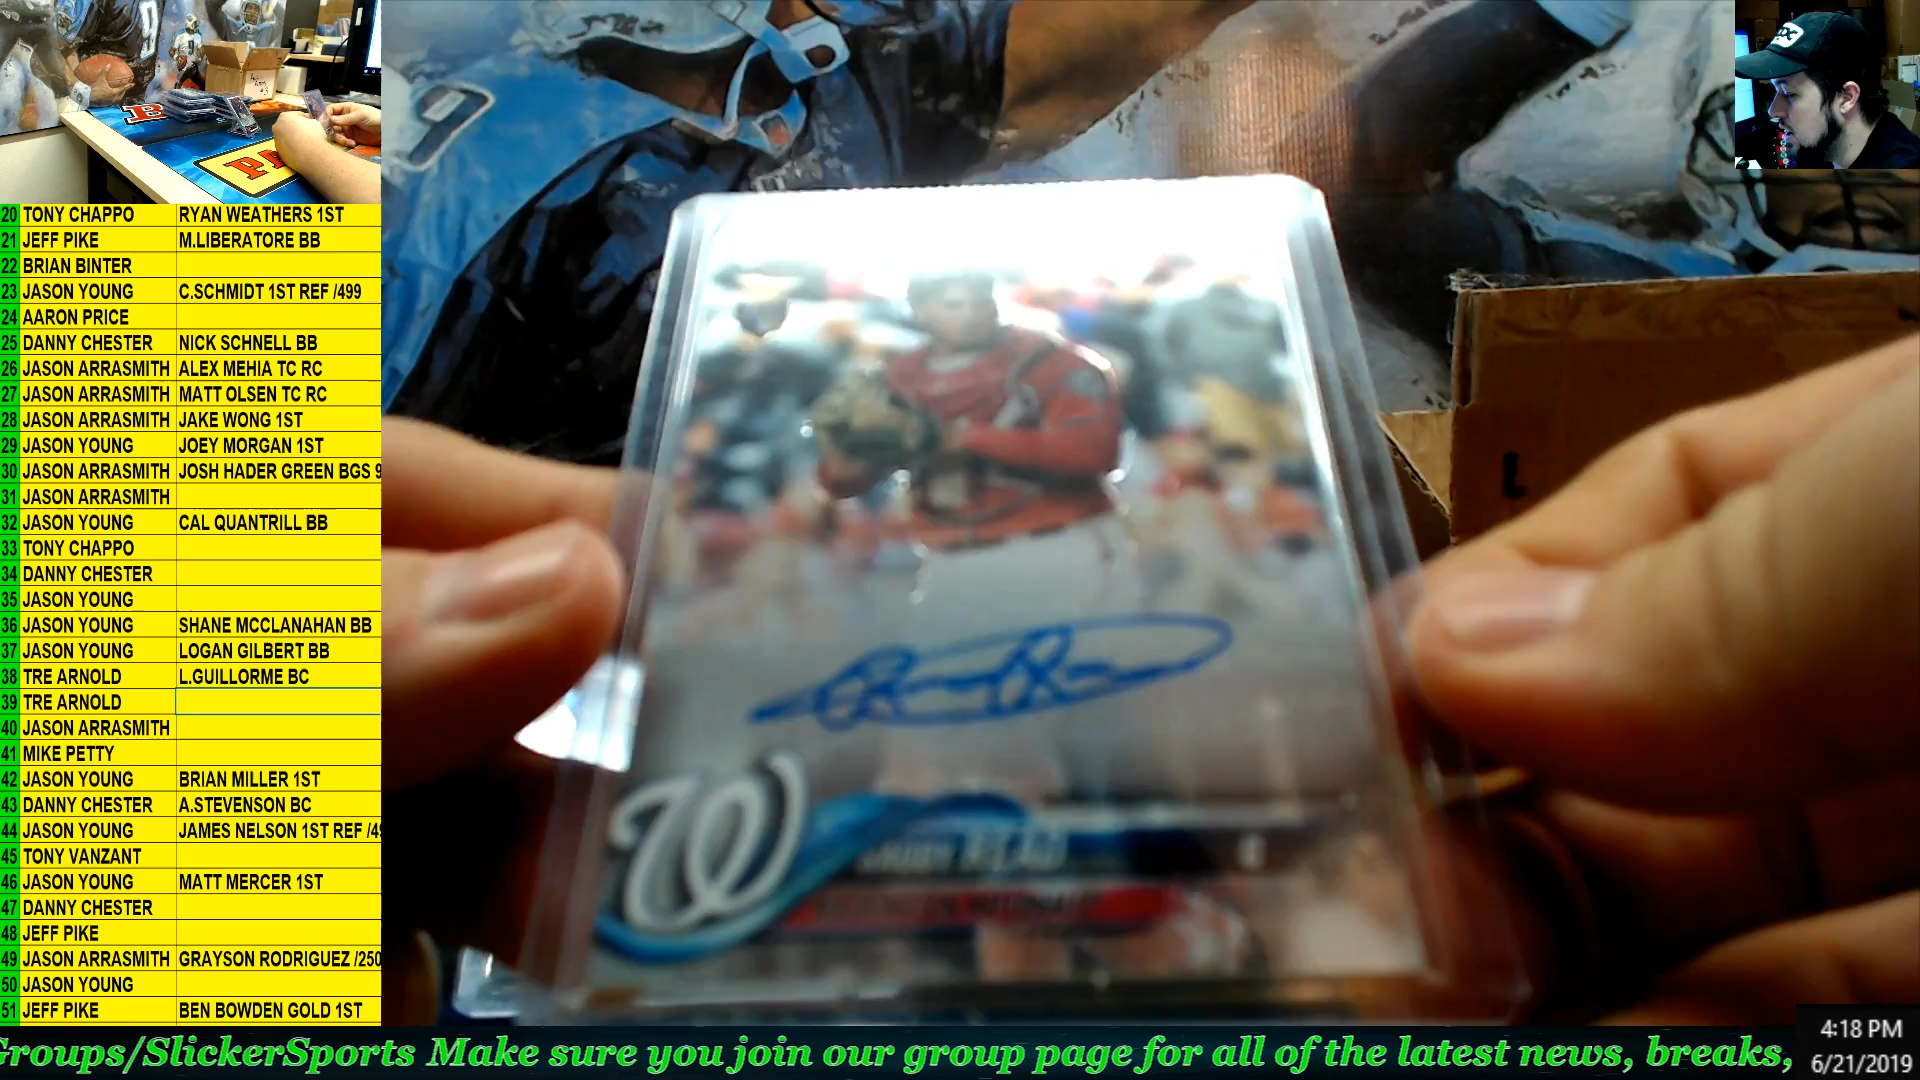 20 TONY CHAPPO RYAN WEATHERS 1ST
21 JEFF PIKE M.LIBERATORE BB
22 BRIAN BINTER
23 JASON YOUNG C.SCHMIDT 1ST REF /499
24 AARON PRICE
25 DANNY CHESTER NICK SCHNELL BB
26 JASON ARRASMITH ALEX MEHIA TC RC
27 JASON ARRASMITH MATT OLSEN TC RC
28 JASON ARRASMITH JAKE WONG 1ST
29 JASON YOUNG JOEY MORGAN 1ST
30 JASON ARRASMITH JOSH HADER GREEN BGS 9
31 JASON ARRASMITH
32 JASON YOUNG CAL QUANTRILL BB
33 TONY CHAPPO
34 DANNY CHESTER
35 JASON YOUNG
36 JASON YOUNG SHANE MCCLANAHAN BB
37 JASON YOUNG LOGAN GILBERT BB
38 TRE ARNOLD L.GUILLORME BC
39 TRE ARNOLD
40 JASON ARRASMITH
41 MIKE PETTY
42 JASON YOUNG BRIAN MILLER 1ST
43 DANNY CHESTER A.STEVENSON BC
44 JASON YOUNG JAMES NELSON 1ST REF /49
45 TONY VANZANT
46 JASON YOUNG MATT MERCER 1ST
47 DANNY CHESTER
48 JEFF PIKE
49 JASON ARRASMITH GRAYSON RODRIGUEZ /250
50 JASON YOUNG
51 JEFF PIKE BEN BOWDEN GOLD 1ST
W
READ
Groups/SlickerSports Make sure you join our group page for all of the latest news, breaks,
4:18 PM
6/21/2019